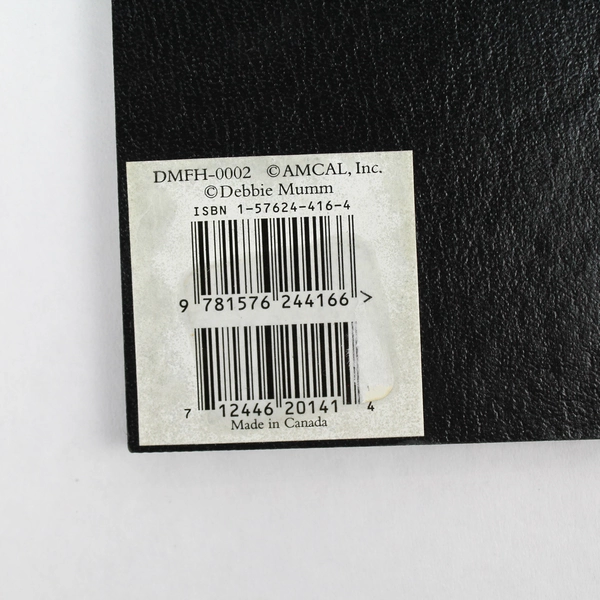 DMFH-0002 ©AMCAL, Inc.
©Debbie Mumm
ISBN 1-57624-416-4
9 781576 244166 >
7 12446 20141 4
Made in Canada